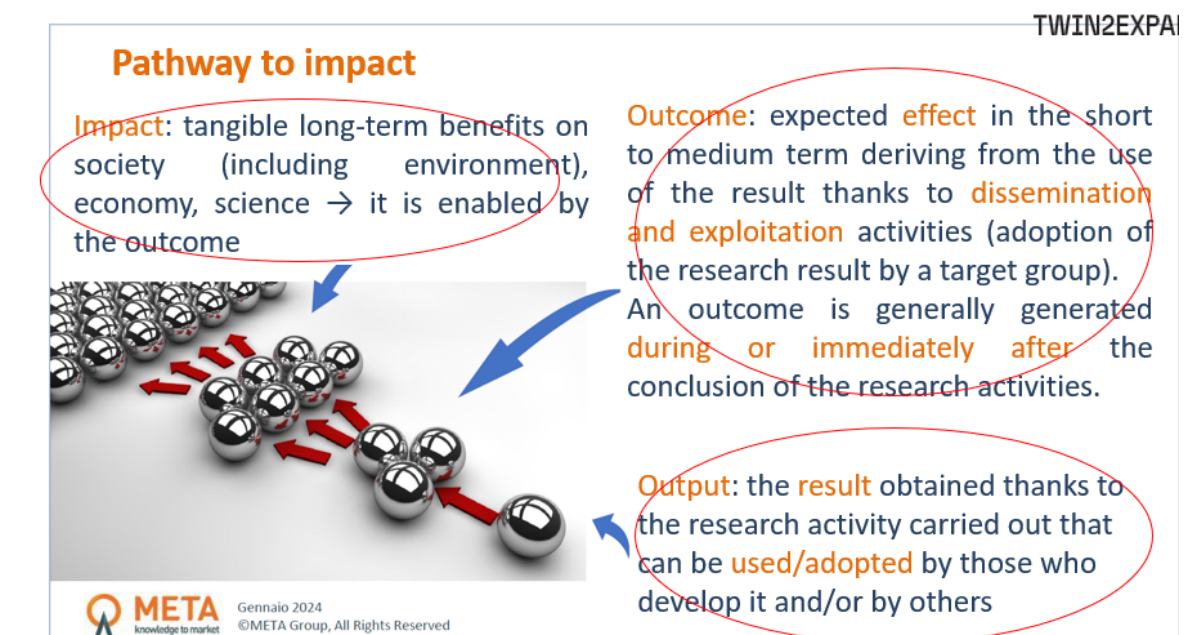 TWIN2EXPA
Pathway to impact
Impact: tangible long-term benefits on
society (including environment),
economy, science → it is enabled by
the outcome
Outcome: expected effect in the short
to medium term deriving from the use
of the result thanks to dissemination
and exploitation activities (adoption of
the research result by a target group).
An outcome is generally generated
during or immediately after the
conclusion of the research activities.
Output: the result obtained thanks to
the research activity carried out that
can be used/adopted by those who
develop it and/or by others
META
knowledge to market
Gennaio 2024
©META Group, All Rights Reserved